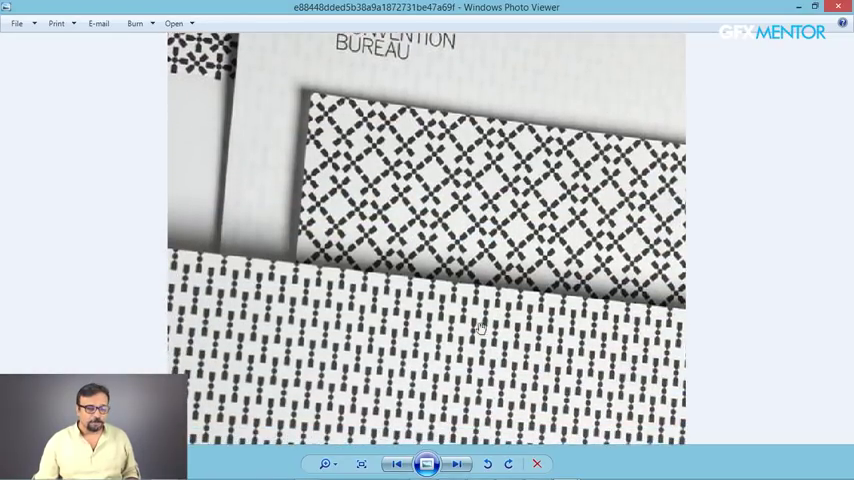 e88448dded5b38a9a1872731be47a69f - Windows Photo Viewer
File Print E-mail Burn Open
GFXMENTOR
BUREAU